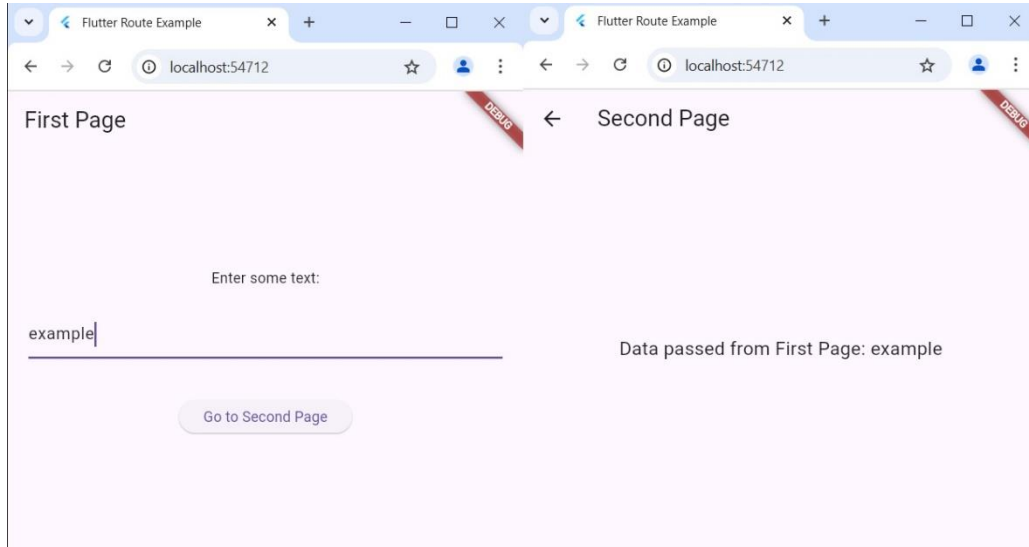 Flutter Route Example
localhost:54712
First Page
DEBUG
Enter some text:
example
Go to Second Page
Flutter Route Example
localhost:54712
Second Page
DEBUG
Data passed from First Page: example